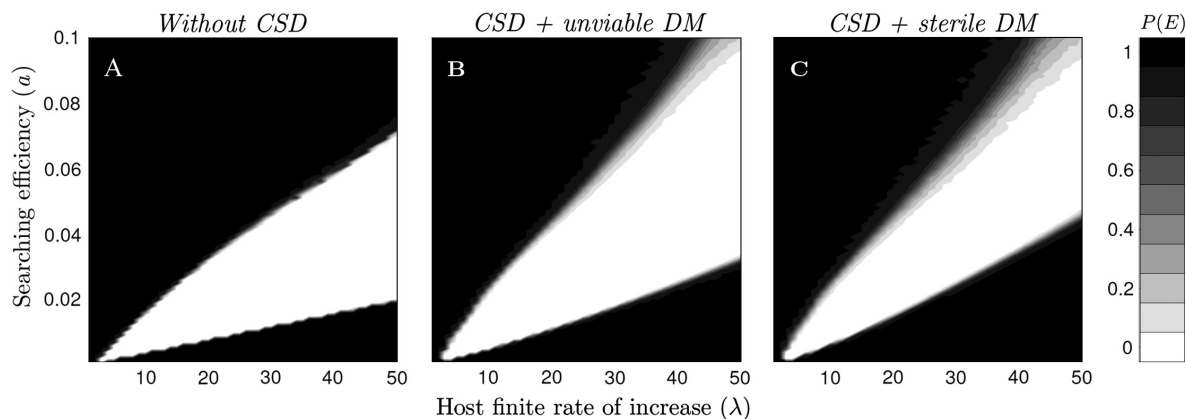 Without CSD
CSD + unviable DM
CSD + sterile DM
P(E)
Searching efficiency (a)
0.1
0.08
0.06
0.04
0.02
A
B
C
10 20 30 40 50
10 20 30 40 50
10 20 30 40 50
Host finite rate of increase (λ)
1
0.8
0.6
0.4
0.2
0